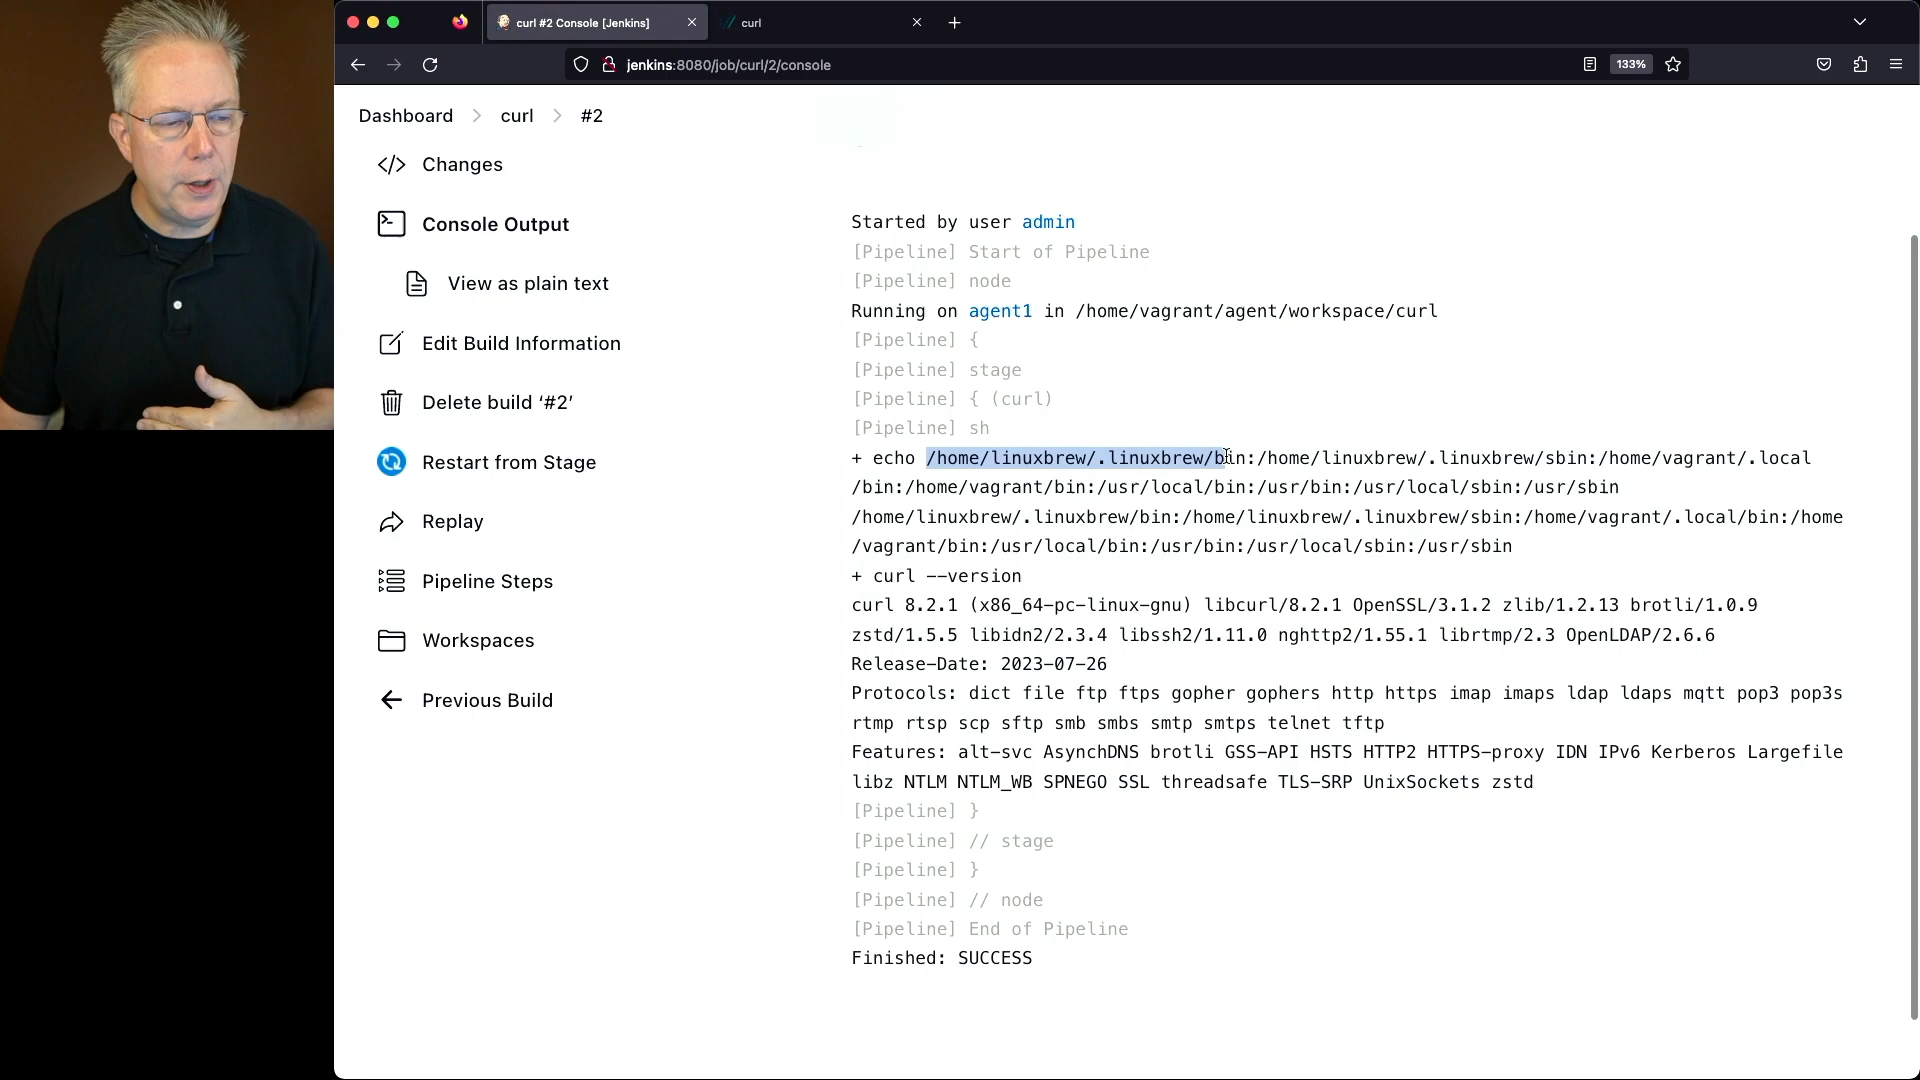 curl #2 Console [Jenkins]
curl
jenkins:8080/job/curl/2/console
133%
Dashboard
curl
#2
Changes
Console Output
View as plain text
Edit Build Information
Delete build ‘#2’
Restart from Stage
Replay
Pipeline Steps
Workspaces
Previous Build
Started by user admin
[Pipeline] Start of Pipeline
[Pipeline] node
Running on agent1 in /home/vagrant/agent/workspace/curl
[Pipeline] {
[Pipeline] stage
[Pipeline] { (curl)
[Pipeline] sh
+ echo /home/linuxbrew/.linuxbrew/bin:/home/linuxbrew/.linuxbrew/sbin:/home/vagrant/.local
/bin:/home/vagrant/bin:/usr/local/bin:/usr/bin:/usr/local/sbin:/usr/sbin
/home/linuxbrew/.linuxbrew/bin:/home/linuxbrew/.linuxbrew/sbin:/home/vagrant/.local/bin:/home
/vagrant/bin:/usr/local/bin:/usr/bin:/usr/local/sbin:/usr/sbin
+ curl --version
curl 8.2.1 (x86_64-pc-linux-gnu) libcurl/8.2.1 OpenSSL/3.1.2 zlib/1.2.13 brotli/1.0.9
zstd/1.5.5 libidn2/2.3.4 libssh2/1.11.0 nghttp2/1.55.1 librtmp/2.3 OpenLDAP/2.6.6
Release-Date: 2023-07-26
Protocols: dict file ftp ftps gopher gophers http https imap imaps ldap ldaps mqtt pop3 pop3s
rtmp rtsp scp sftp smb smbs smtp smtps telnet tftp
Features: alt-svc AsynchDNS brotli GSS-API HSTS HTTP2 HTTPS-proxy IDN IPv6 Kerberos Largefile
libz NTLM NTLM_WB SPNEGO SSL threadsafe TLS-SRP UnixSockets zstd
[Pipeline] }
[Pipeline] // stage
[Pipeline] }
[Pipeline] // node
[Pipeline] End of Pipeline
Finished: SUCCESS